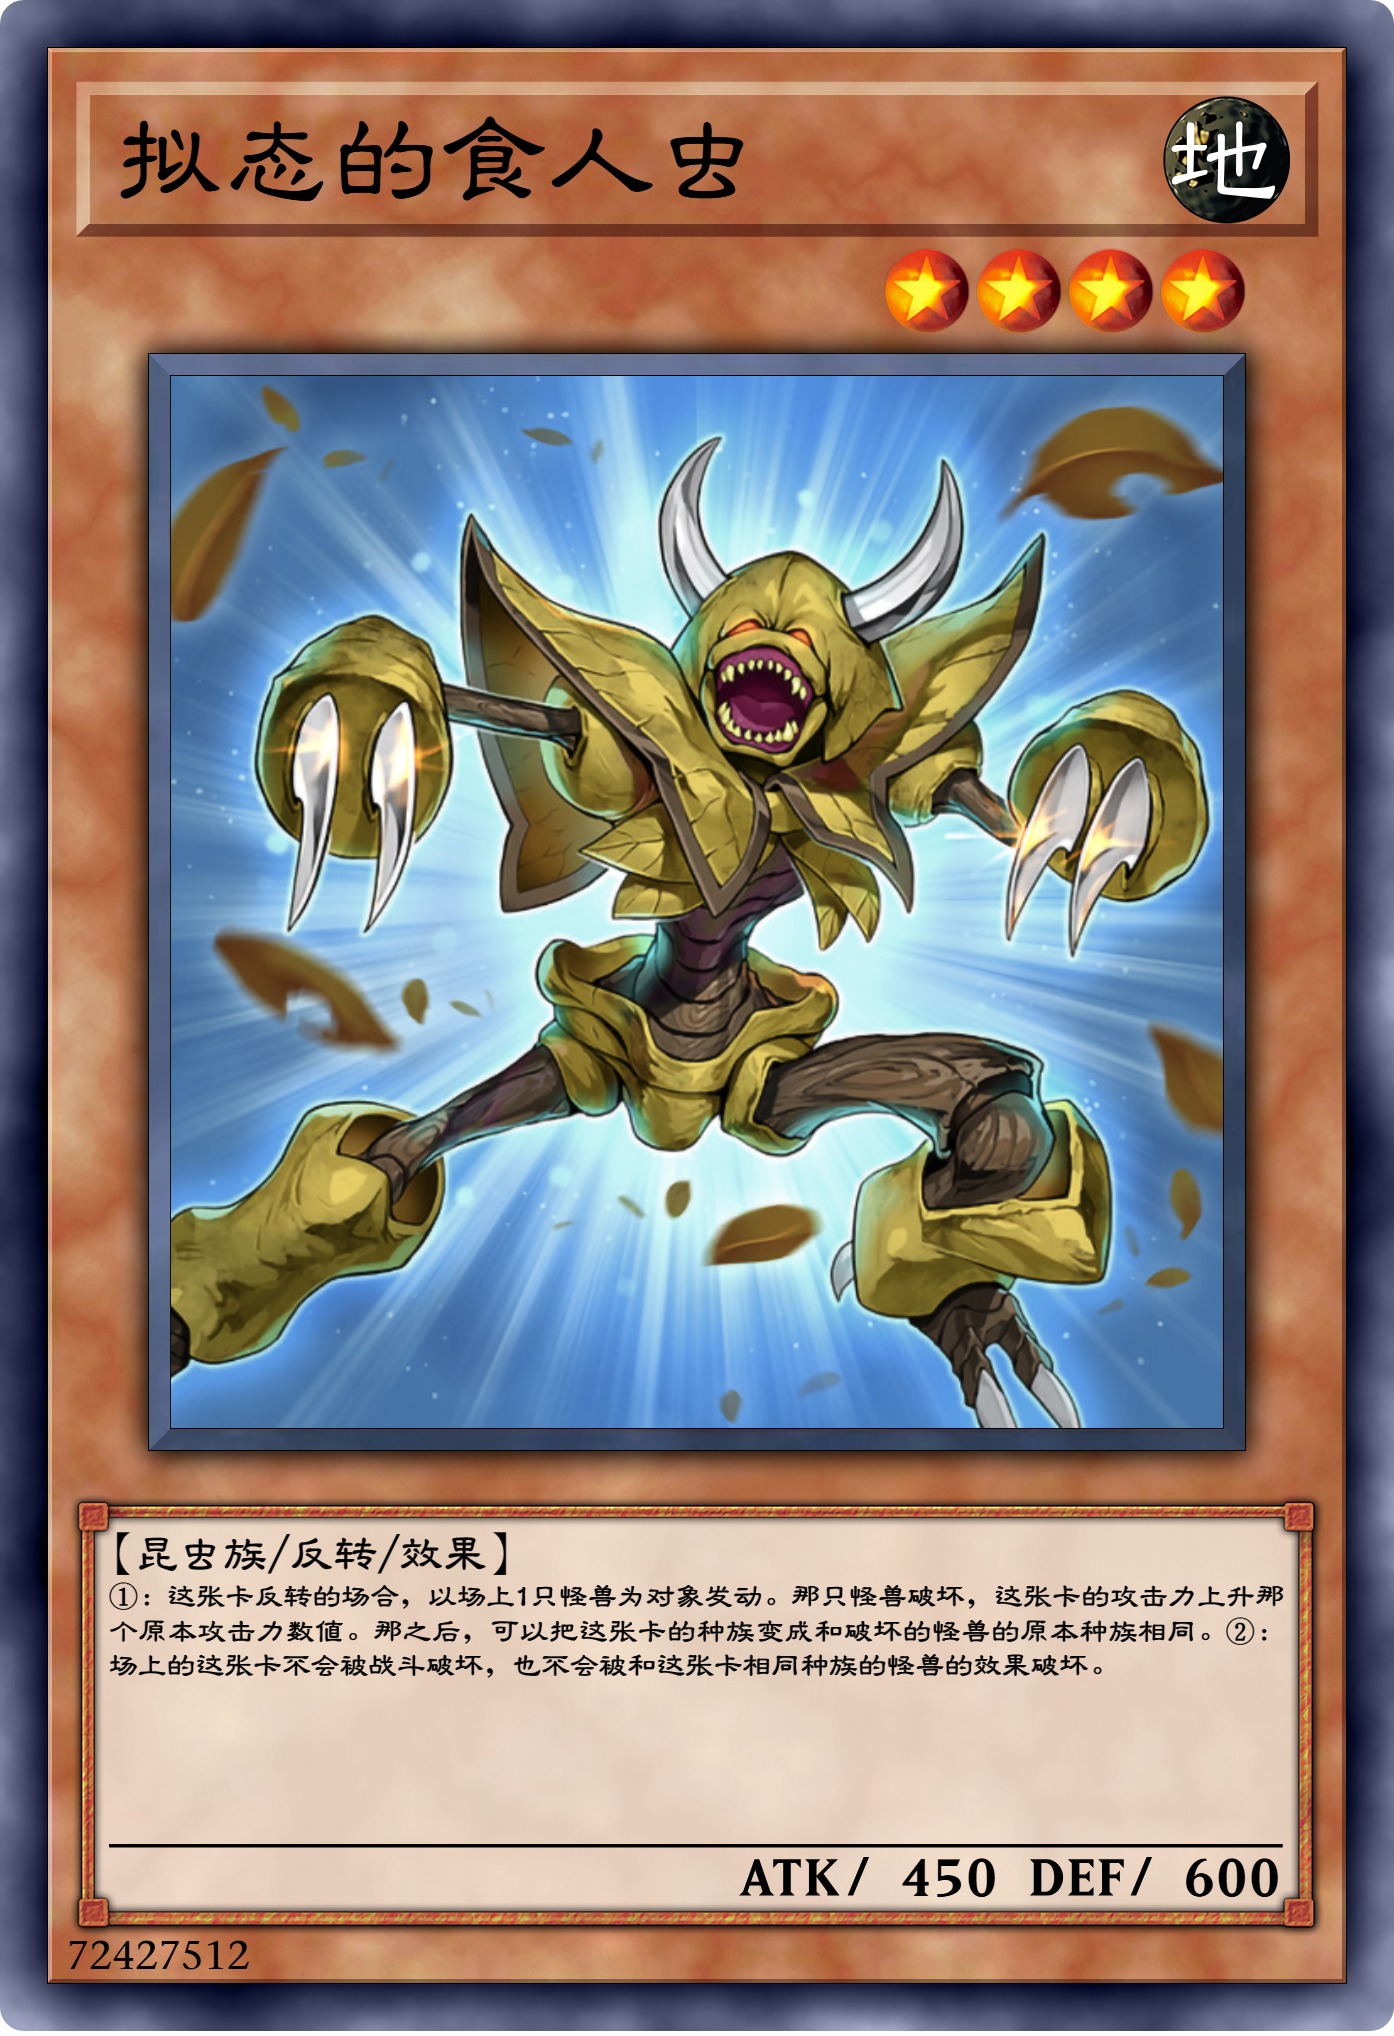 拟态的食人虫
地
【昆虫族/反转/效果】
①：这张卡反转的场合，以场上1只怪兽为对象发动。那只怪兽破坏，这张卡的攻击力上升那
个原本攻击力数值。那之后，可以把这张卡的种族变成和破坏的怪兽的原本种族相同。②：
场上的这张卡不会被战斗破坏，也不会被和这张卡相同种族的怪兽的效果破坏。
ATK/ 450 DEF/ 600
72427512